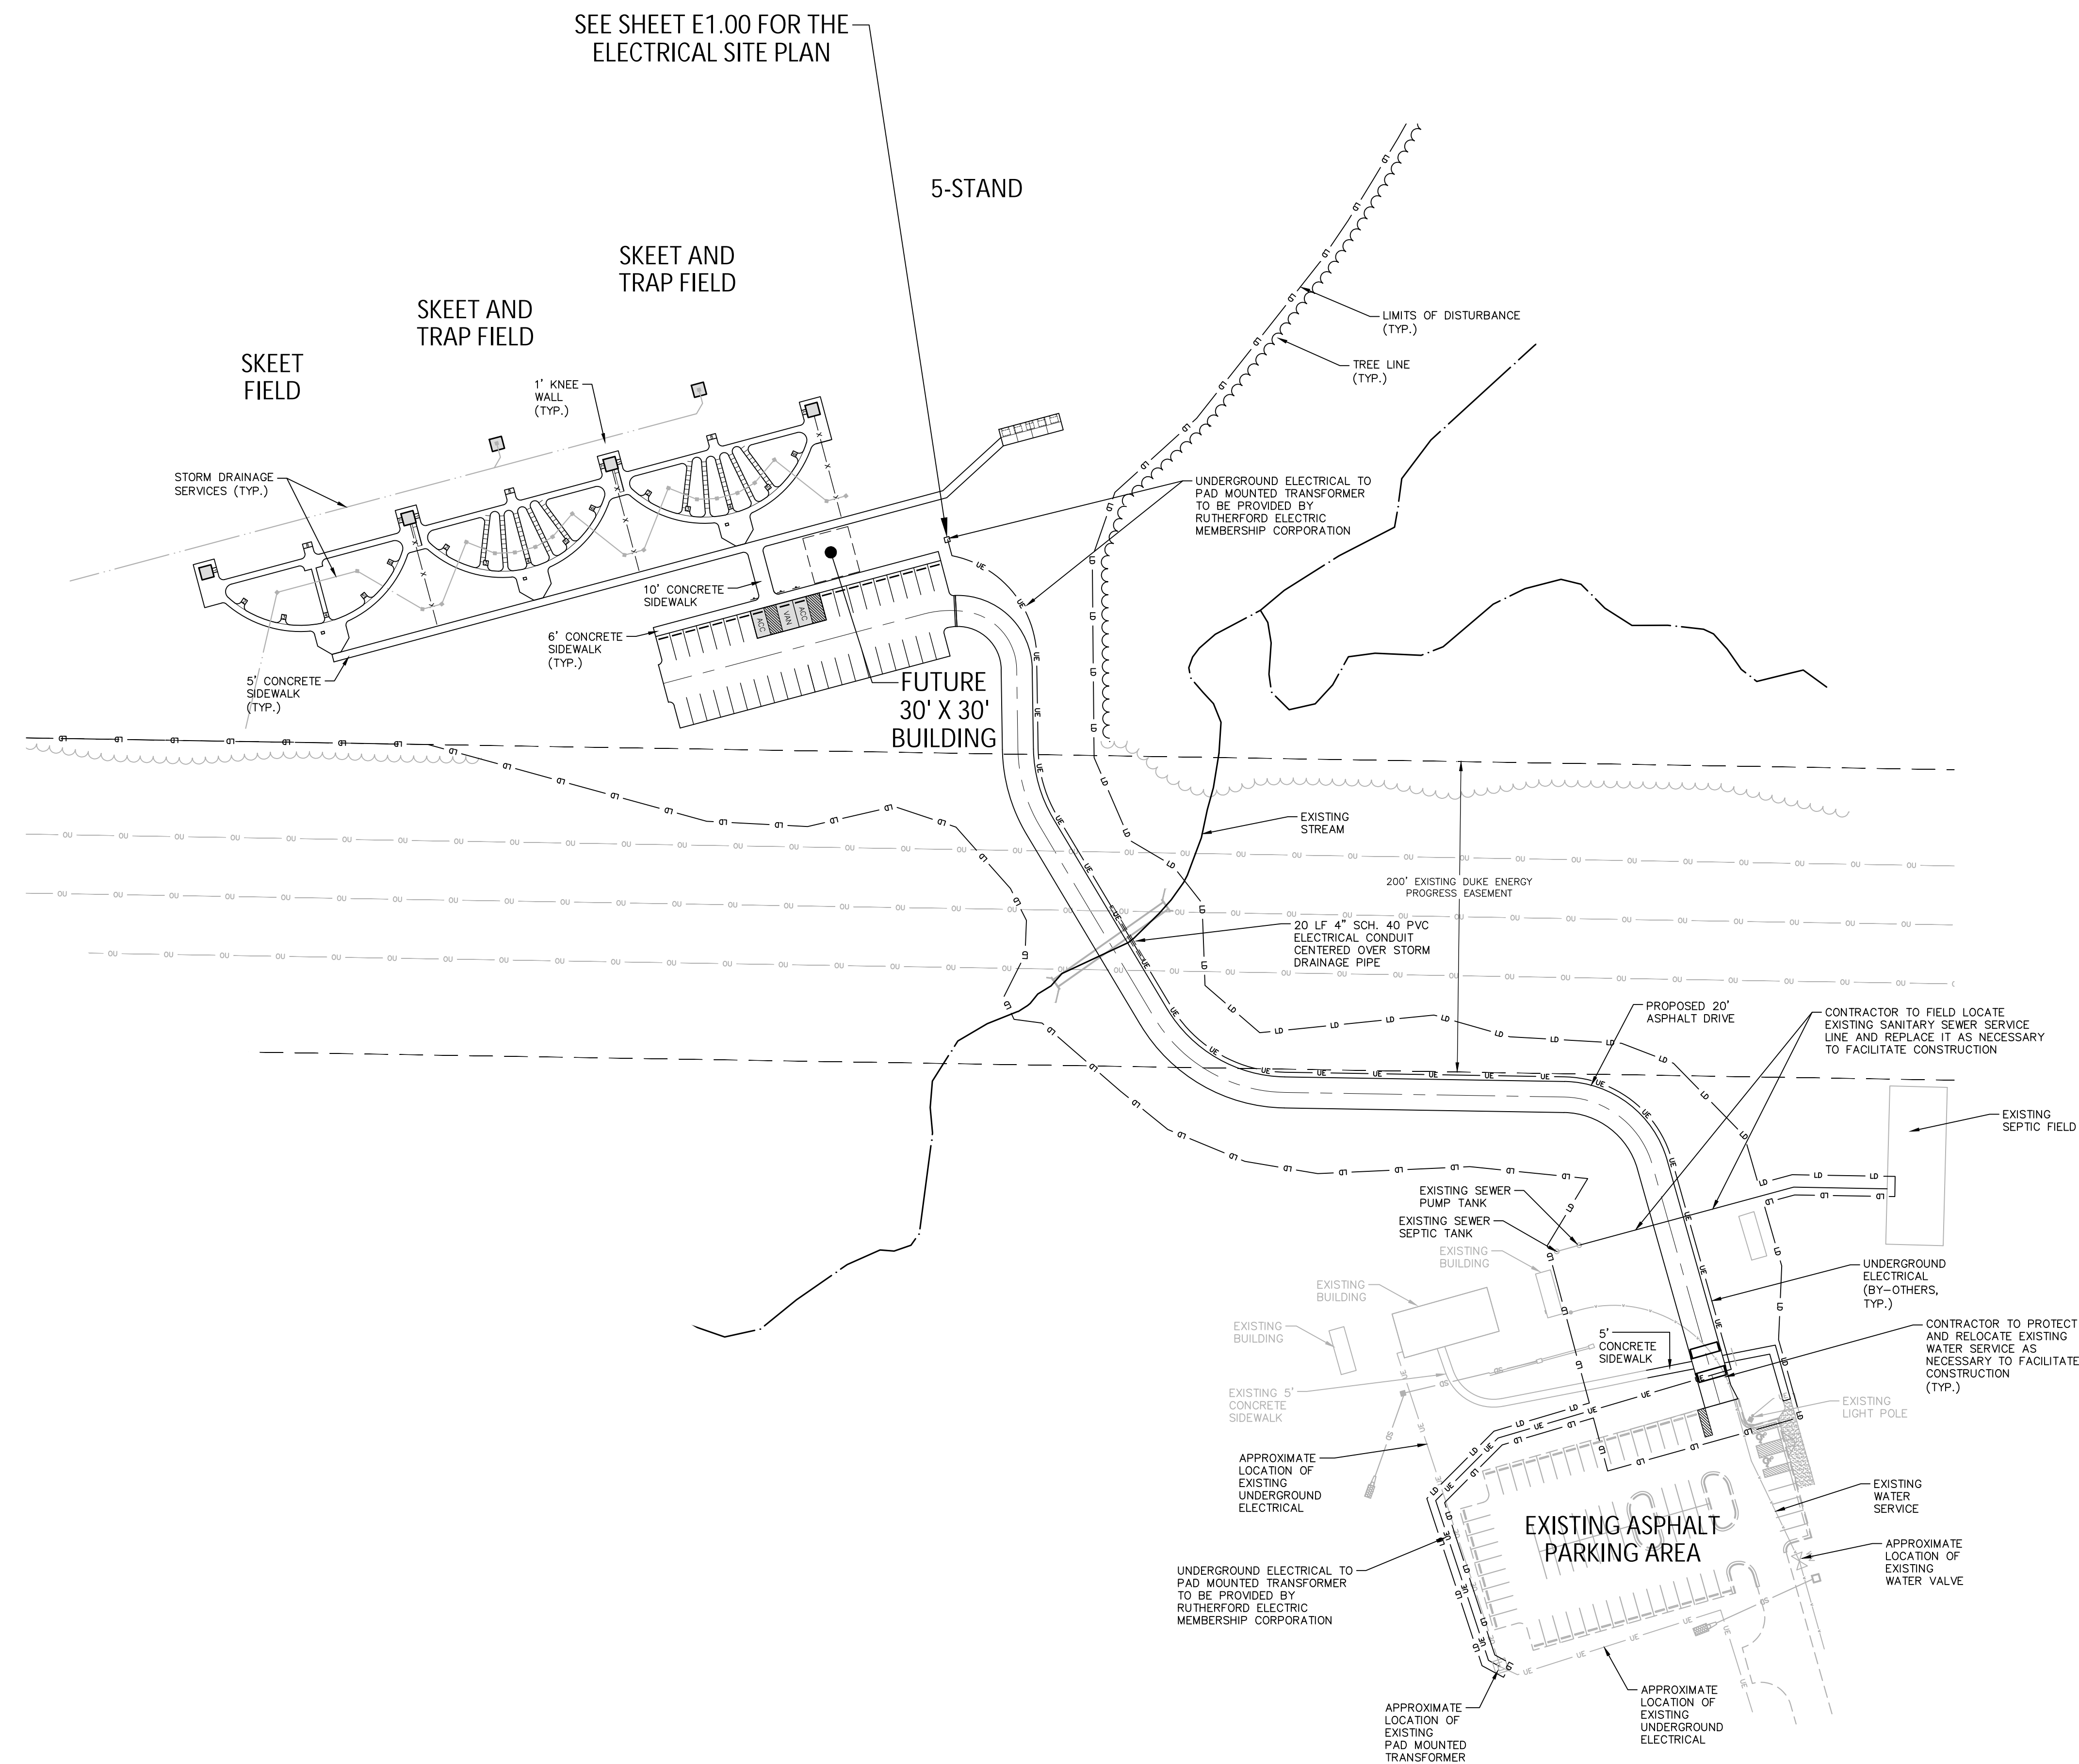 SEE SHEET E1.00 FOR THE
ELECTRICAL SITE PLAN
5-STAND
SKEET AND
TRAP FIELD
SKEET AND
TRAP FIELD
SKEET
FIELD
LIMITS OF DISTURBANCE
(TYP.)
TREE LINE
(TYP.)
1' KNEE
WALL
(TYP.)
STORM DRAINAGE
SERVICES (TYP.)
UNDERGROUND ELECTRICAL TO
PAD MOUNTED TRANSFORMER
TO BE PROVIDED BY
RUTHERFORD ELECTRIC
MEMBERSHIP CORPORATION
10' CONCRETE
SIDEWALK
ACC
VAN
ACC
6' CONCRETE
SIDEWALK
(TYP.)
5' CONCRETE
SIDEWALK
(TYP.)
FUTURE
30' X 30'
BUILDING
EXISTING
STREAM
200' EXISTING DUKE ENERGY
PROGRESS EASEMENT
20 LF 4" SCH. 40 PVC
ELECTRICAL CONDUIT
CENTERED OVER STORM
DRAINAGE PIPE
PROPOSED 20'
ASPHALT DRIVE
CONTRACTOR TO FIELD LOCATE
EXISTING SANITARY SEWER SERVICE
LINE AND REPLACE IT AS NECESSARY
TO FACILITATE CONSTRUCTION
EXISTING
SEPTIC FIELD
EXISTING SEWER
PUMP TANK
EXISTING SEWER
SEPTIC TANK
EXISTING
BUILDING
EXISTING
BUILDING
EXISTING
BUILDING
UNDERGROUND
ELECTRICAL
(BY-OTHERS,
TYP.)
5'
CONCRETE
SIDEWALK
CONTRACTOR TO PROTECT
AND RELOCATE EXISTING
WATER SERVICE AS
NECESSARY TO FACILITATE
CONSTRUCTION
(TYP.)
EXISTING 5'
CONCRETE
SIDEWALK
EXISTING
LIGHT POLE
APPROXIMATE
LOCATION OF
EXISTING
UNDERGROUND
ELECTRICAL
EXISTING
WATER
SERVICE
EXISTING ASPHALT
PARKING AREA
APPROXIMATE
LOCATION OF
EXISTING
WATER VALVE
UNDERGROUND ELECTRICAL TO
PAD MOUNTED TRANSFORMER
TO BE PROVIDED BY
RUTHERFORD ELECTRIC
MEMBERSHIP CORPORATION
APPROXIMATE
LOCATION OF
EXISTING
UNDERGROUND
ELECTRICAL
APPROXIMATE
LOCATION OF
EXISTING
PAD MOUNTED
TRANSFORMER